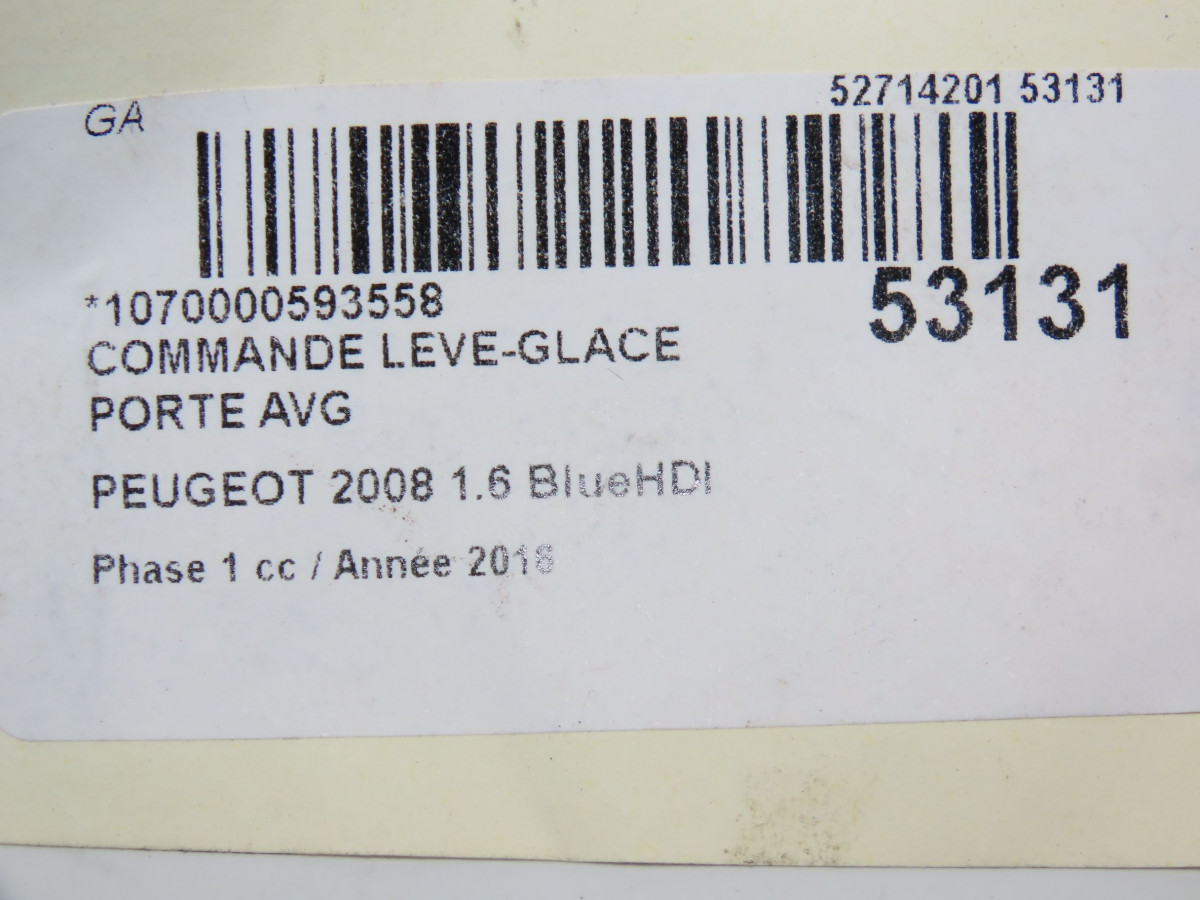 GA
52714201 53131
*1070000593558
53131
COMMANDE LEVE-GLACE
PORTE AVG
PEUGEOT 2008 1.6 BlueHDI
Phase 1 cc / Année